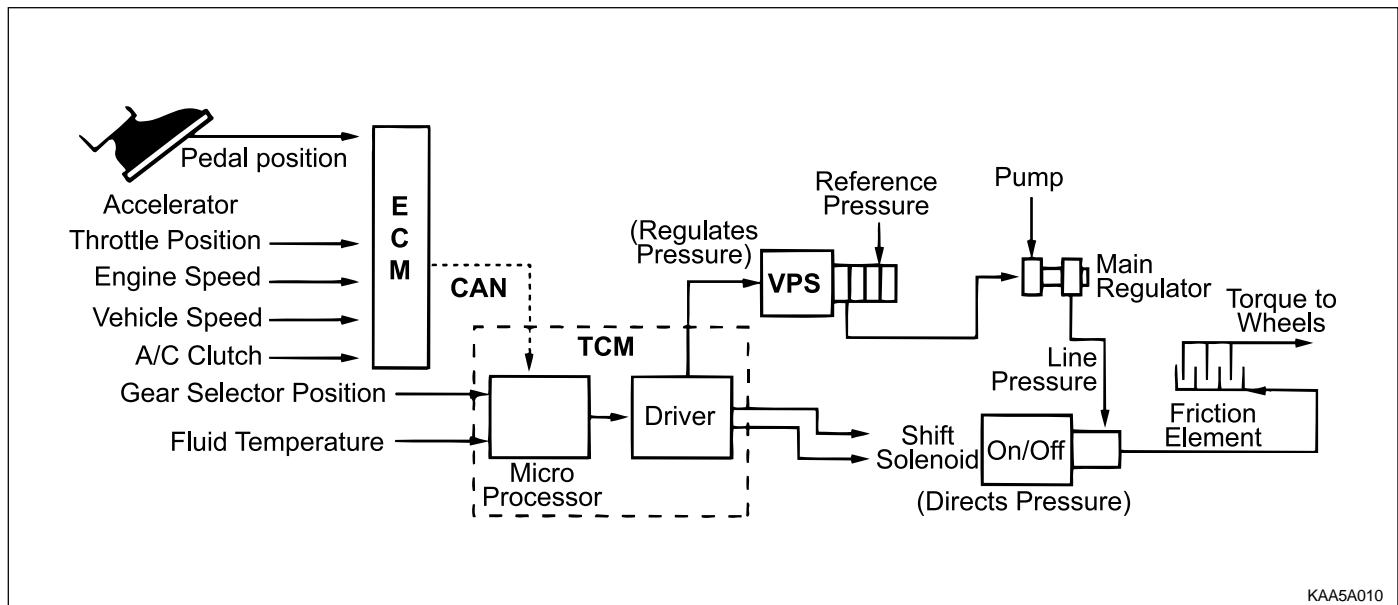 Pedal position
Accelerator
Throttle Position
Engine Speed
Vehicle Speed
A/C Clutch
Gear Selector Position
Fluid Temperature
E
C
M
CAN
TCM
Micro
Processor
Driver
(Regulates
Pressure)
VPS
Reference
Pressure
Pump
Main
Regulator
Line
Pressure
Shift
Solenoid
On/Off
(Directs Pressure)
Torque to
Wheels
Friction
Element
KAA5A010